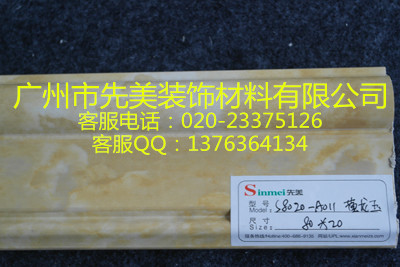 广州市先美装饰材料有限公司
客服电话：020-23375126
客服QQ：1376364134
Sinmei先美
型号
Model: S8020-A011 黄龙玉
尺寸
Size: 80×20